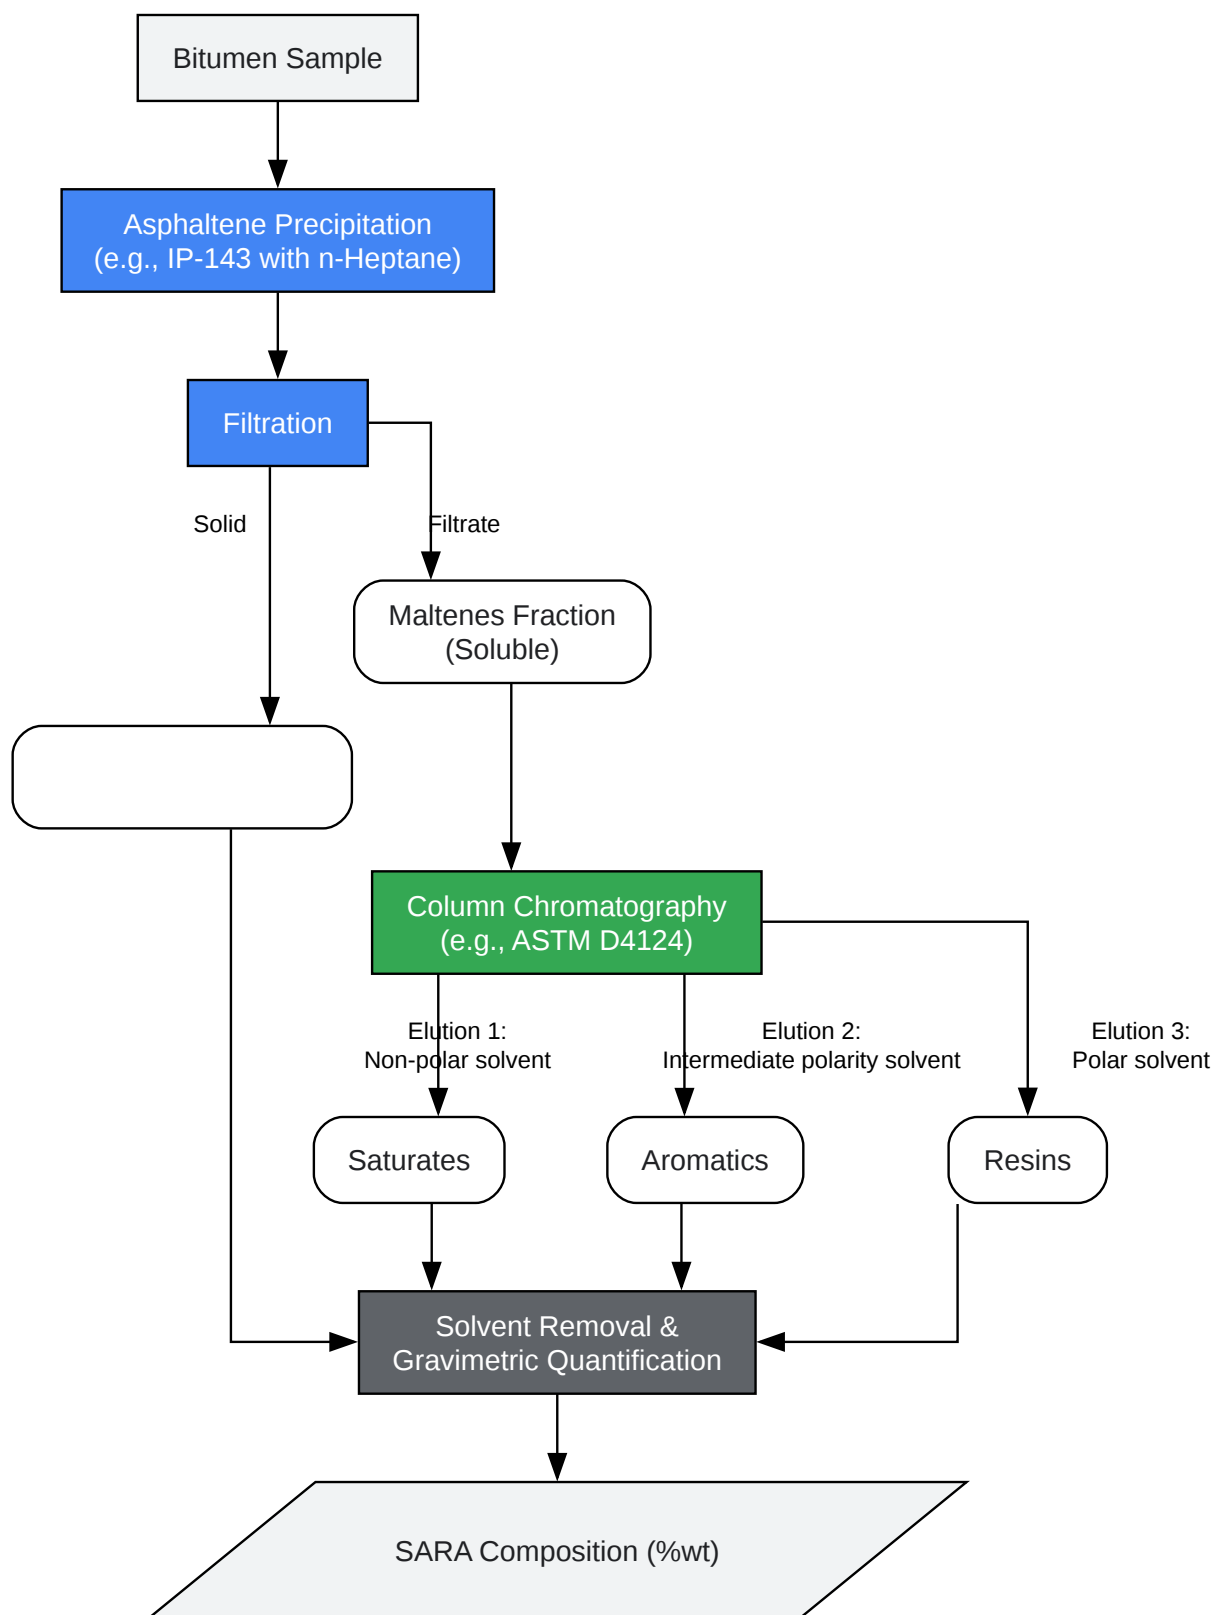 Bitumen Sample
Asphaltene Precipitation
(e.g., IP-143 with n-Heptane)
Filtration
Solid
Filtrate
Maltenes Fraction
(Soluble)
Column Chromatography
(e.g., ASTM D4124)
Elution 1:
Non-polar solvent
Elution 2:
Intermediate polarity solvent
Elution 3:
Polar solvent
Saturates
Aromatics
Resins
Solvent Removal &
Gravimetric Quantification
SARA Composition (%wt)